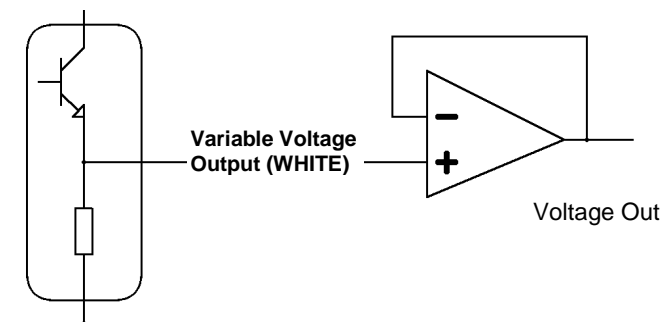 Variable Voltage
Output (WHITE)
-
+
Voltage Out